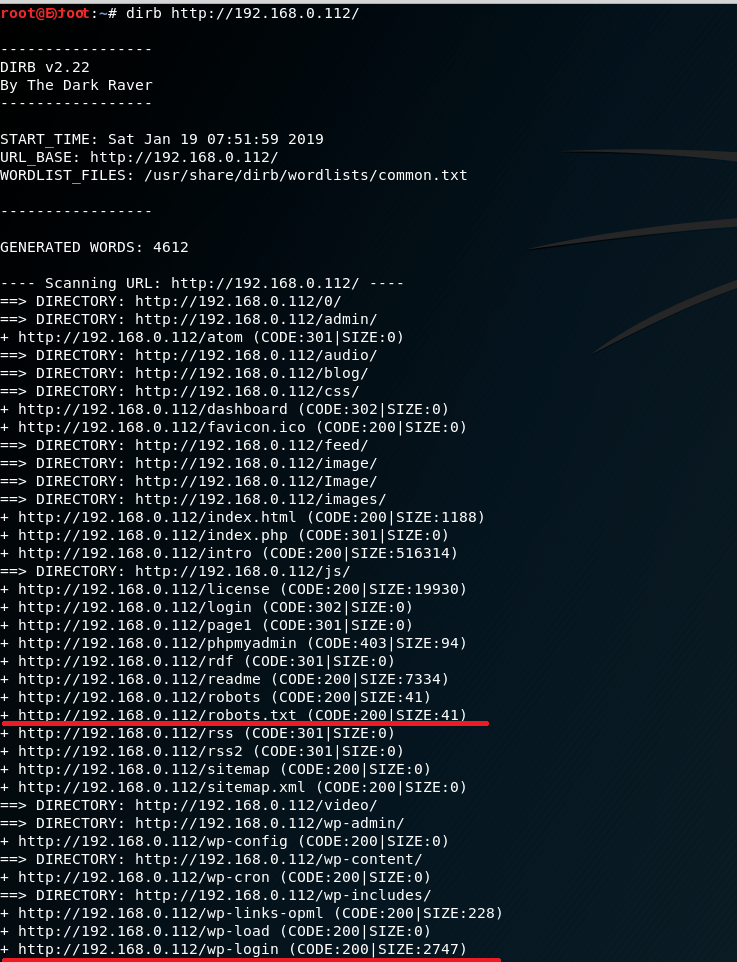 root@E)too‌t:~# dirb http://192.168.0.112/
-----------------
DIRB v2.22
By The Dark Raver
-----------------
START_TIME: Sat Jan 19 07:51:59 2019
URL_BASE: http://192.168.0.112/
WORDLIST_FILES: /usr/share/dirb/wordlists/common.txt
-----------------
GENERATED WORDS: 4612
---- Scanning URL: http://192.168.0.112/ ----
==> DIRECTORY: http://192.168.0.112/0/
==> DIRECTORY: http://192.168.0.112/admin/
+ http://192.168.0.112/atom (CODE:301|SIZE:0)
==> DIRECTORY: http://192.168.0.112/audio/
==> DIRECTORY: http://192.168.0.112/blog/
==> DIRECTORY: http://192.168.0.112/css/
+ http://192.168.0.112/dashboard (CODE:302|SIZE:0)
+ http://192.168.0.112/favicon.ico (CODE:200|SIZE:0)
==> DIRECTORY: http://192.168.0.112/feed/
==> DIRECTORY: http://192.168.0.112/image/
==> DIRECTORY: http://192.168.0.112/Image/
==> DIRECTORY: http://192.168.0.112/images/
+ http://192.168.0.112/index.html (CODE:200|SIZE:1188)
+ http://192.168.0.112/index.php (CODE:301|SIZE:0)
+ http://192.168.0.112/intro (CODE:200|SIZE:516314)
==> DIRECTORY: http://192.168.0.112/js/
+ http://192.168.0.112/license (CODE:200|SIZE:19930)
+ http://192.168.0.112/login (CODE:302|SIZE:0)
+ http://192.168.0.112/page1 (CODE:301|SIZE:0)
+ http://192.168.0.112/phpmyadmin (CODE:403|SIZE:94)
+ http://192.168.0.112/rdf (CODE:301|SIZE:0)
+ http://192.168.0.112/readme (CODE:200|SIZE:7334)
+ http://192.168.0.112/robots (CODE:200|SIZE:41)
+ http://192.168.0.112/robots.txt (CODE:200|SIZE:41)
+ http://192.168.0.112/rss (CODE:301|SIZE:0)
+ http://192.168.0.112/rss2 (CODE:301|SIZE:0)
+ http://192.168.0.112/sitemap (CODE:200|SIZE:0)
+ http://192.168.0.112/sitemap.xml (CODE:200|SIZE:0)
==> DIRECTORY: http://192.168.0.112/video/
==> DIRECTORY: http://192.168.0.112/wp-admin/
+ http://192.168.0.112/wp-config (CODE:200|SIZE:0)
==> DIRECTORY: http://192.168.0.112/wp-content/
+ http://192.168.0.112/wp-cron (CODE:200|SIZE:0)
==> DIRECTORY: http://192.168.0.112/wp-includes/
+ http://192.168.0.112/wp-links-opml (CODE:200|SIZE:228)
+ http://192.168.0.112/wp-load (CODE:200|SIZE:0)
+ http://192.168.0.112/wp-login (CODE:200|SIZE:2747)